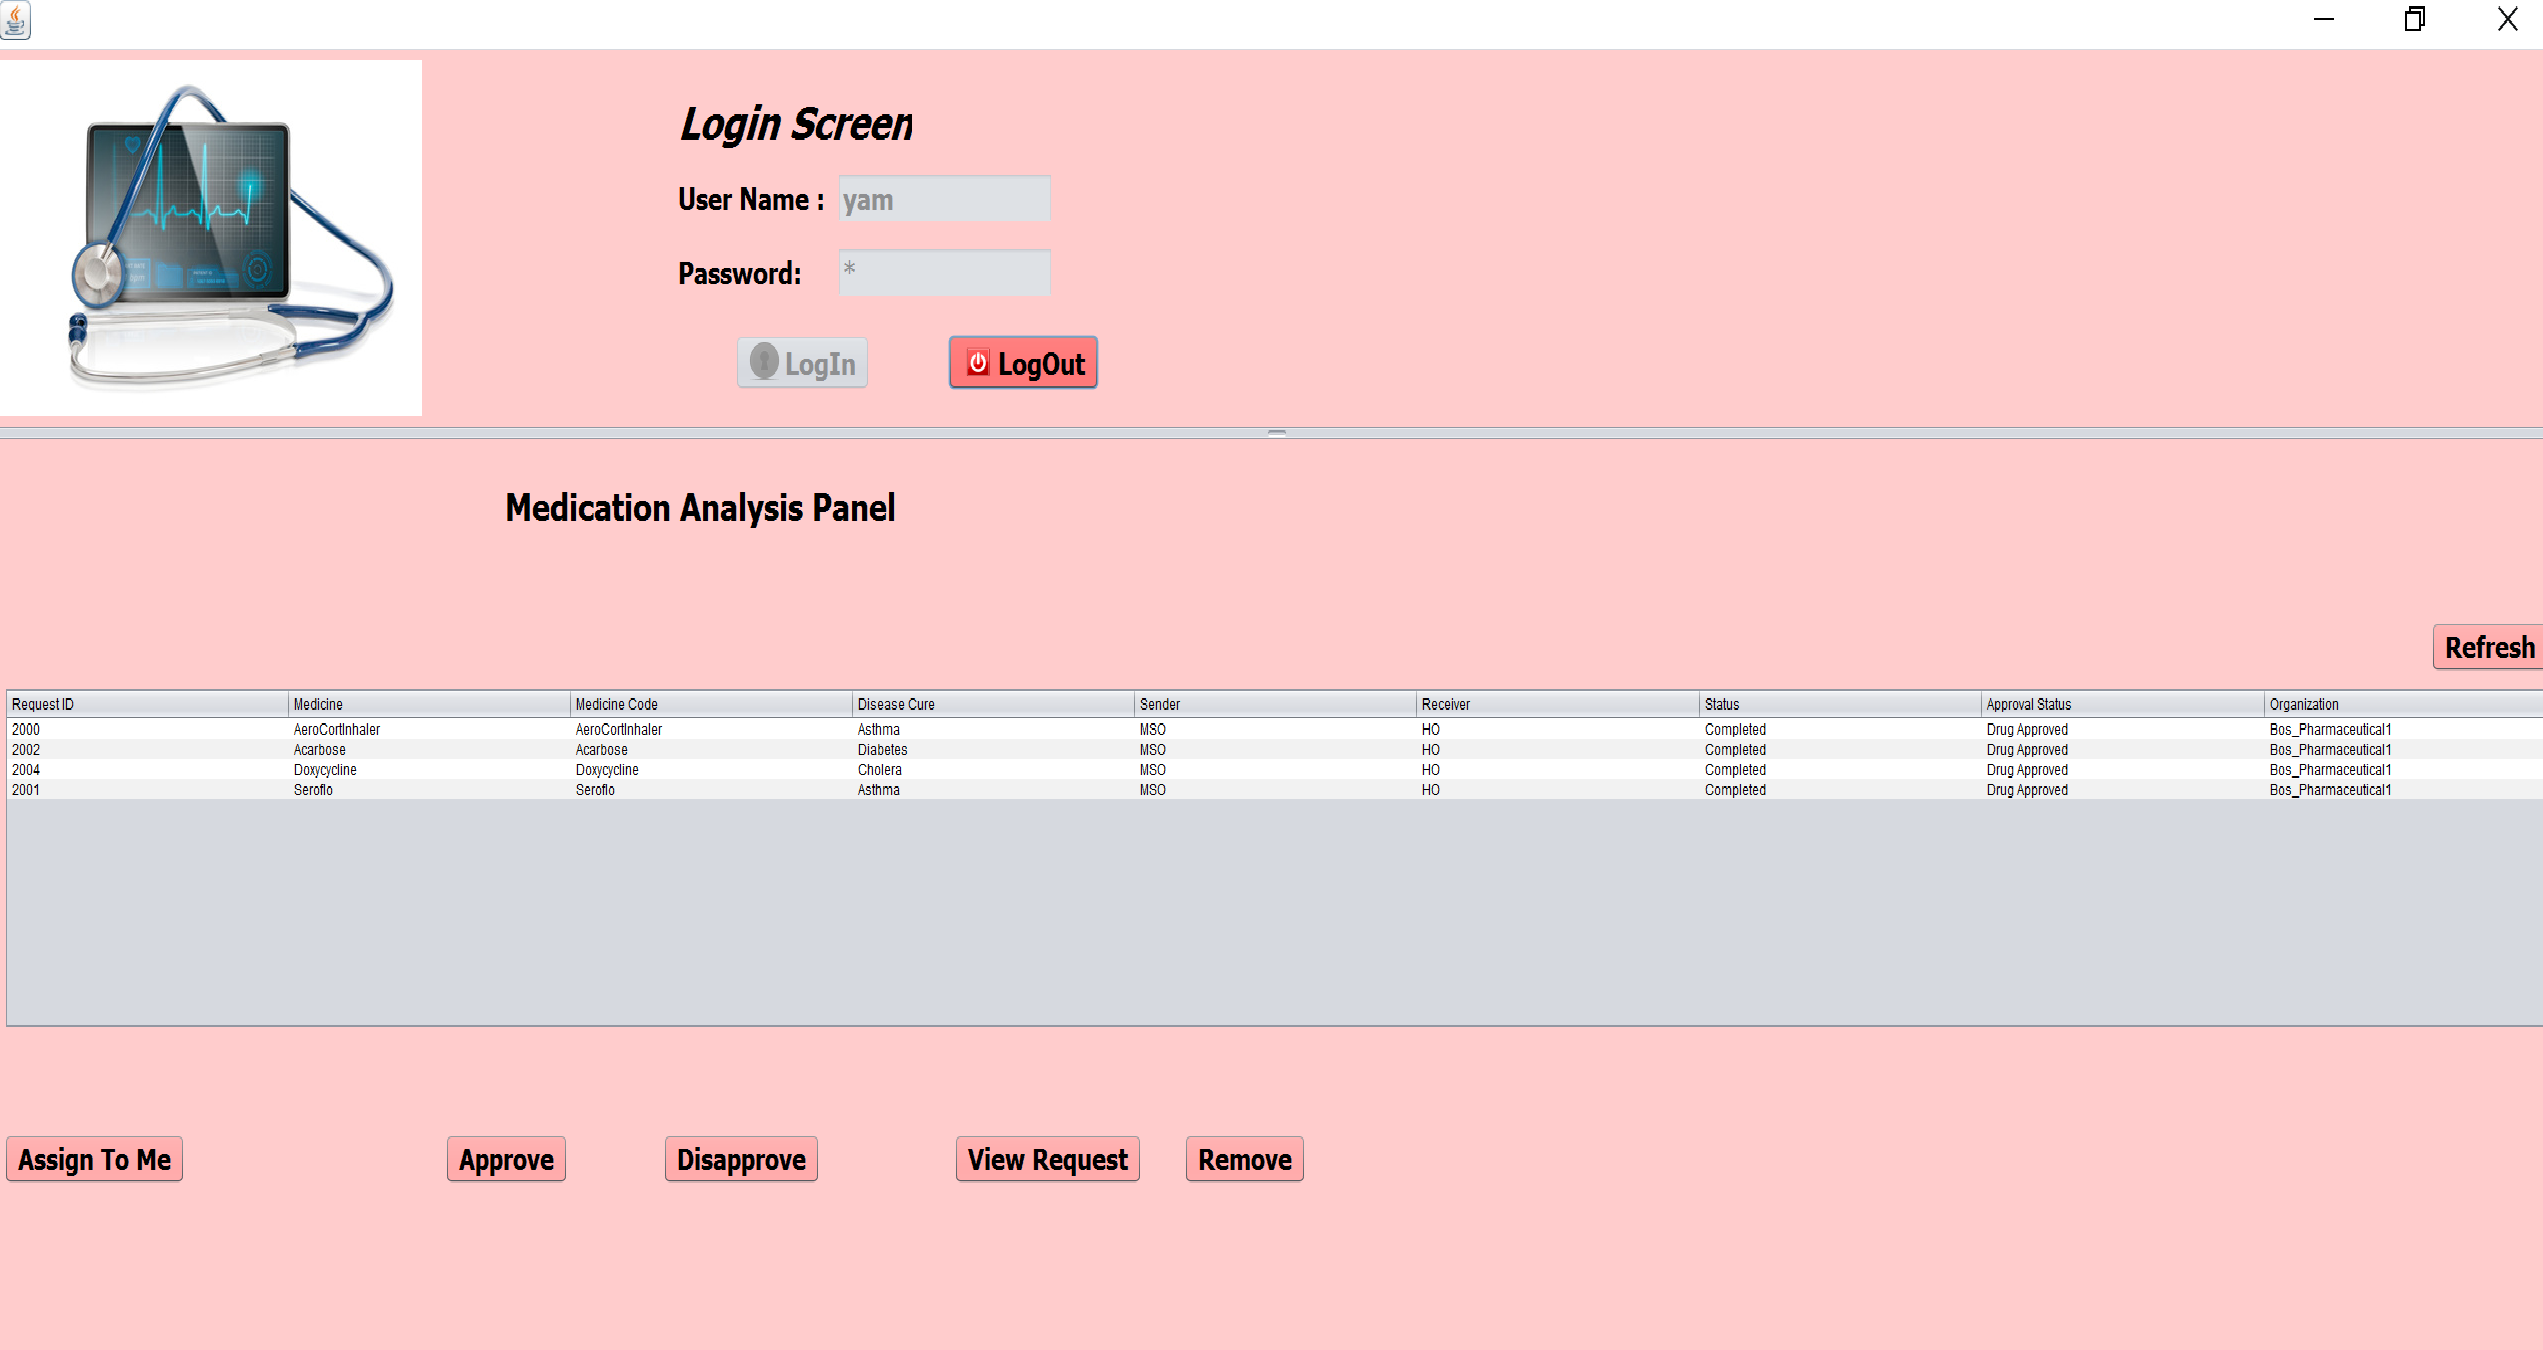 Login Screen
User Name : yam
Password: *
LogIn LogOut
Medication Analysis Panel
Refresh
Request ID Medicine Medicine Code Disease Cure Sender Receiver Status Approval Status Organization
2000 AeroCortInhaler AeroCortInhaler Asthma MSO HO Completed Drug Approved Bos_Pharmaceutical1
2002 Acarbose Acarbose Diabetes MSO HO Completed Drug Approved Bos_Pharmaceutical1
2004 Doxycycline Doxycycline Cholera MSO HO Completed Drug Approved Bos_Pharmaceutical1
2001 Seroflo Seroflo Asthma MSO HO Completed Drug Approved Bos_Pharmaceutical1
Assign To Me Approve Disapprove View Request Remove